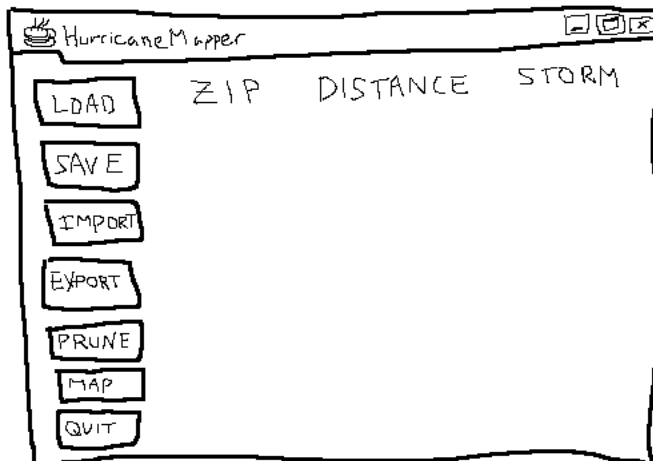 HurricaneMapper
ZIP DISTANCE STORM
LOAD
SAVE
IMPORT
EXPORT
PRUNE
MAP
QUIT